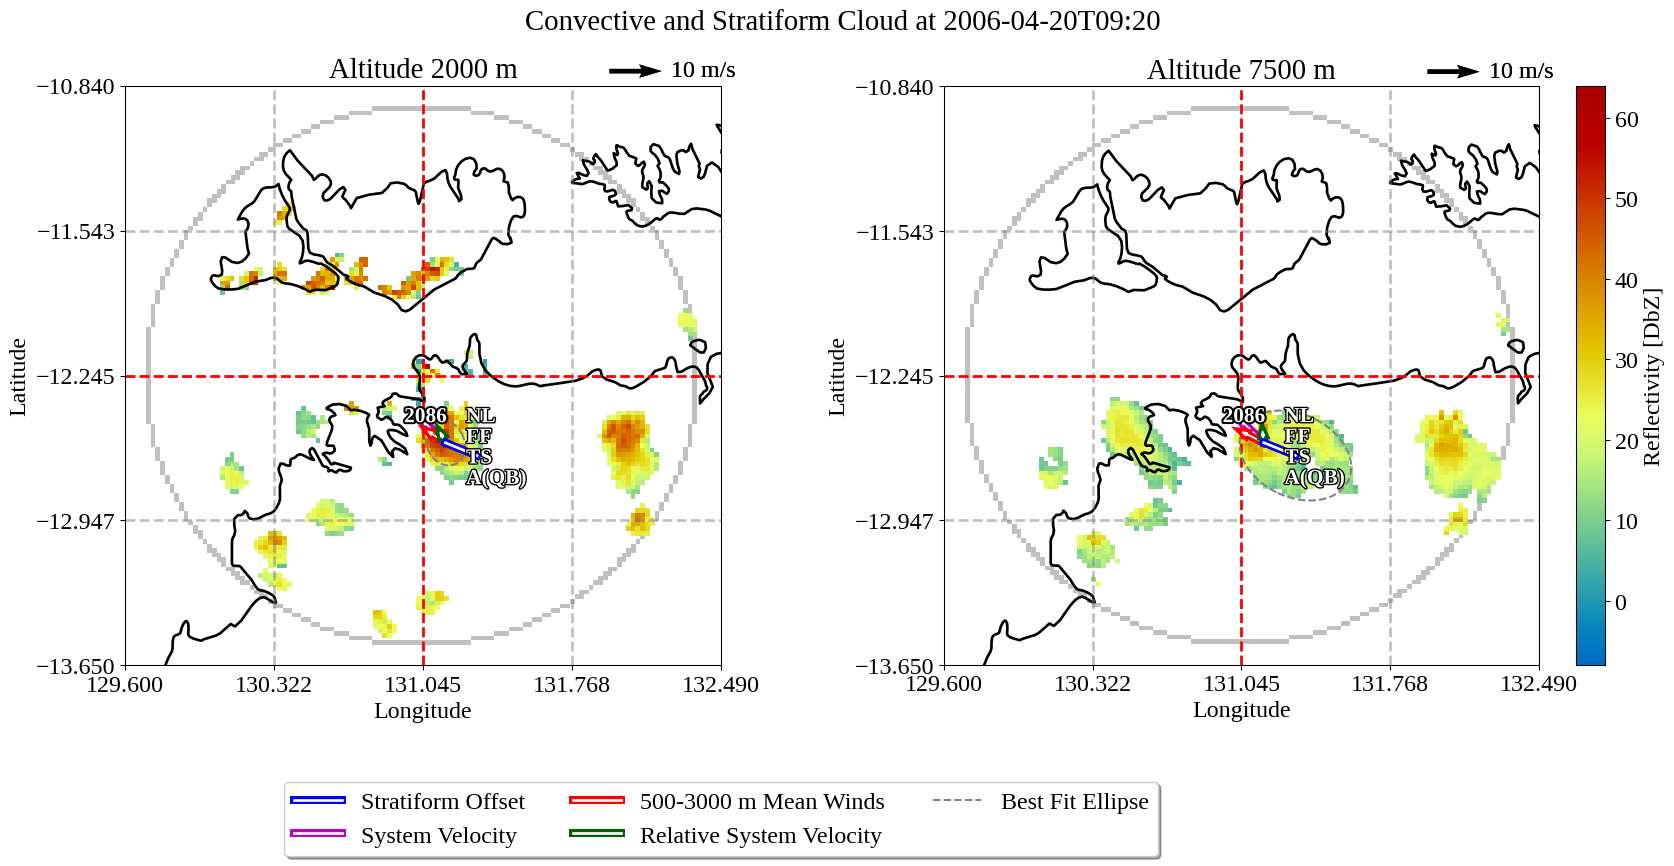 Convective and Stratiform Cloud at 2006-04-20T09:20
Altitude 2000 m
10 m/s
Altitude 7500 m
10 m/s
−10.840
−11.543
−12.245
−12.947
−13.650
Latitude
129.600
130.322
131.045
131.768
132.490
Longitude
2086
NL
FF
TS
A(QB)
−10.840
−11.543
−12.245
−12.947
−13.650
Latitude
129.600
130.322
131.045
131.768
132.490
Longitude
2086
NL
FF
TS
A(QB)
60
50
40
30
20
10
0
Reflectivity [DbZ]
Stratiform Offset
System Velocity
500-3000 m Mean Winds
Relative System Velocity
Best Fit Ellipse